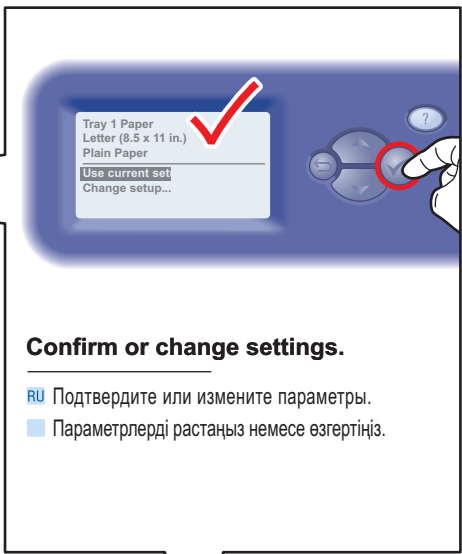 Tray 1 Paper
Letter (8.5 x 11 in.)
Plain Paper
Use current set
Change setup...
?
Confirm or change settings.
RU Подтвердите или измените параметры.
Параметрлерді растаңыз немесе өзгертіңіз.